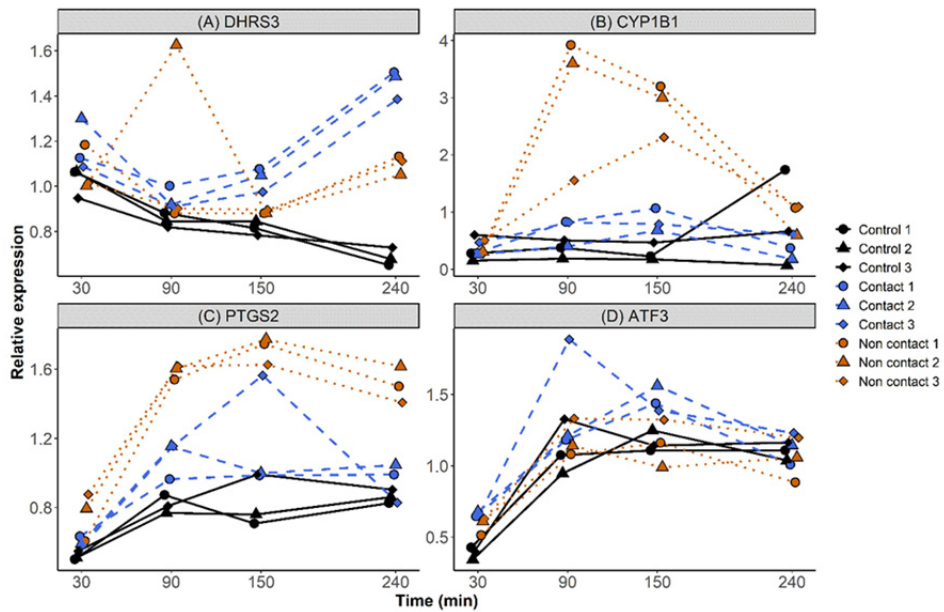 (A) DHRS3
(B) CYP1B1
1.6
1.4
1.2
1.0
0.8
30
90
150
240
4
3
2
1
0
30
90
150
240
Relative expression
(C) PTGS2
(D) ATF3
1.6
1.2
0.8
30
90
150
240
1.5
1.0
0.5
30
90
150
240
Time (min)
Control 1
Control 2
Control 3
Contact 1
Contact 2
Contact 3
Non contact 1
Non contact 2
Non contact 3